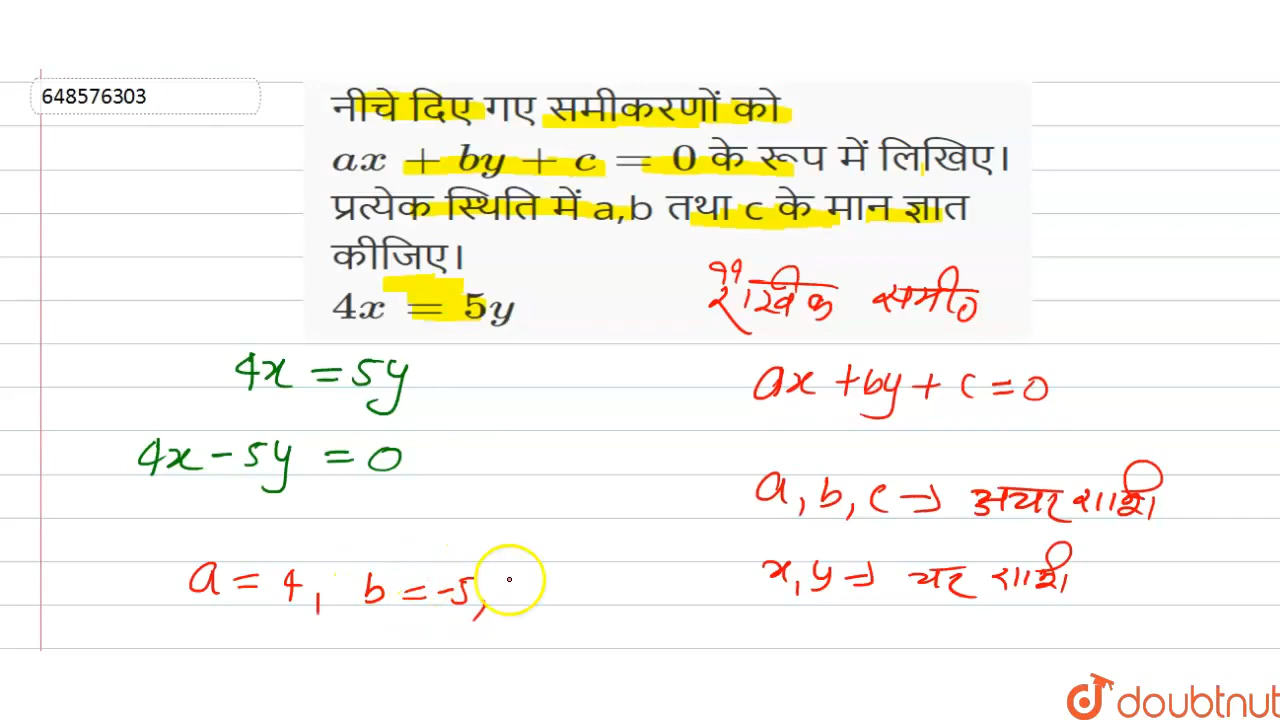 648576303
नीचे दिए गए समीकरणों को
ax + by + c = 0 के रूप में लिखिए।
प्रत्येक स्थिति में a,b तथा c के मान ज्ञात
कीजिए।
4x = 5y
समी०
4x = 5y
ax + by + c = 0
4x - 5y = 0
a, b, c → अचर राशि
a = 4, b = -5,
x, y → चर राशि
doubtnut